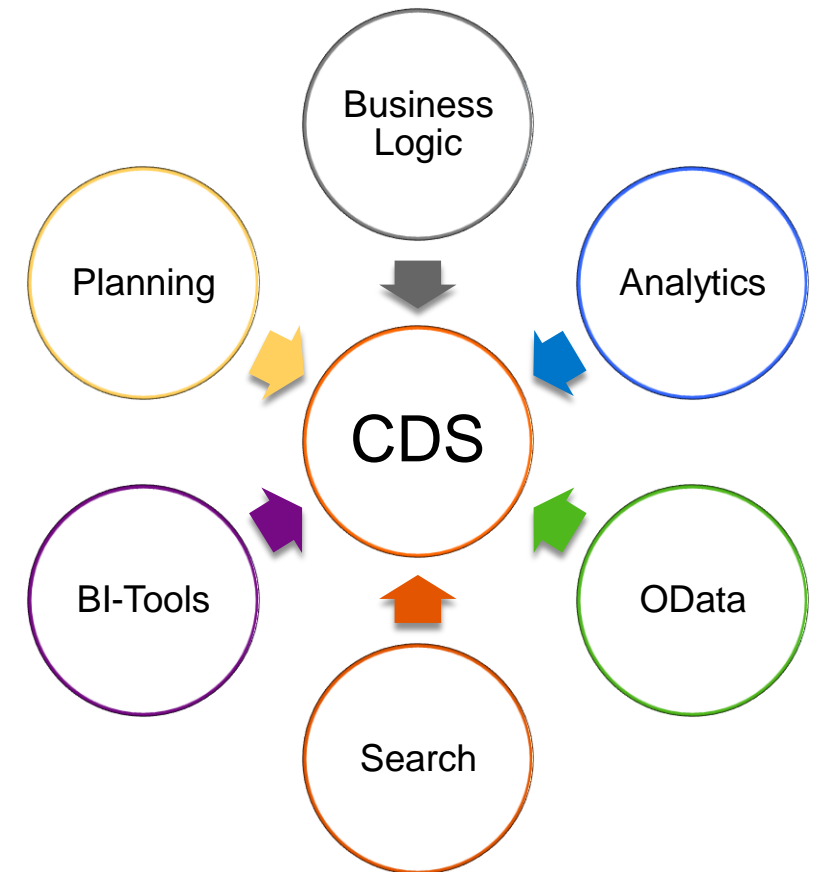 Business
Logic
Planning
Analytics
CDS
BI-Tools
OData
Search